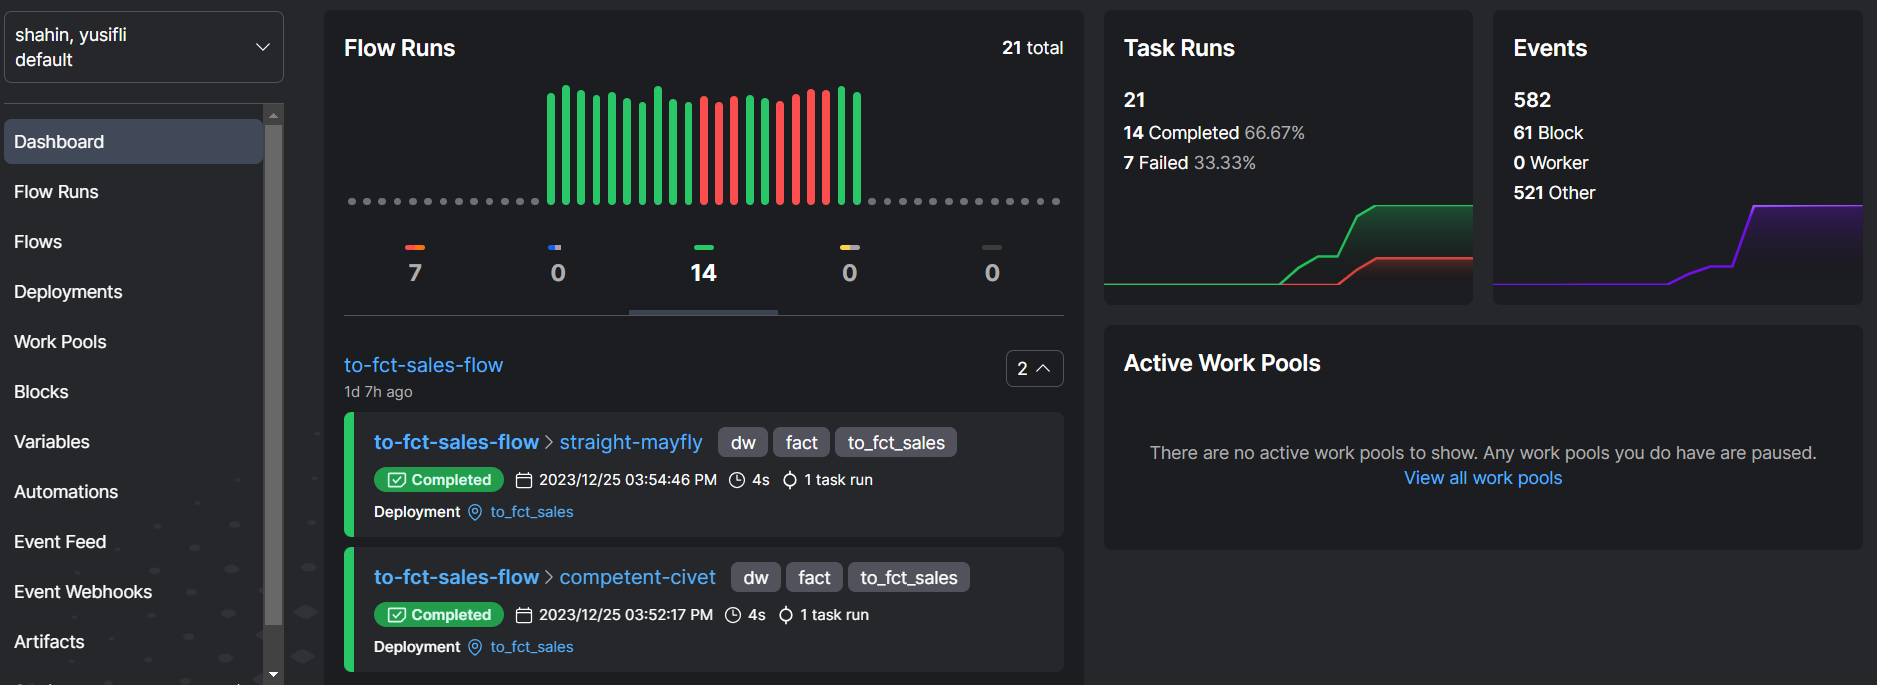 shahin, yusifli
default
Dashboard
Flow Runs
Flows
Deployments
Work Pools
Blocks
Variables
Automations
Event Feed
Event Webhooks
Artifacts
Flow Runs
21 total
7
0
14
0
0
to-fct-sales-flow
1d 7h ago
2
to-fct-sales-flow > straight-mayfly dw fact to_fct_sales
Completed 2023/12/25 03:54:46 PM 4s 1 task run
Deployment to_fct_sales
to-fct-sales-flow > competent-civet dw fact to_fct_sales
Completed 2023/12/25 03:52:17 PM 4s 1 task run
Deployment to_fct_sales
Task Runs
21
14 Completed 66.67%
7 Failed 33.33%
Events
582
61 Block
0 Worker
521 Other
Active Work Pools
There are no active work pools to show. Any work pools you do have are paused.
View all work pools